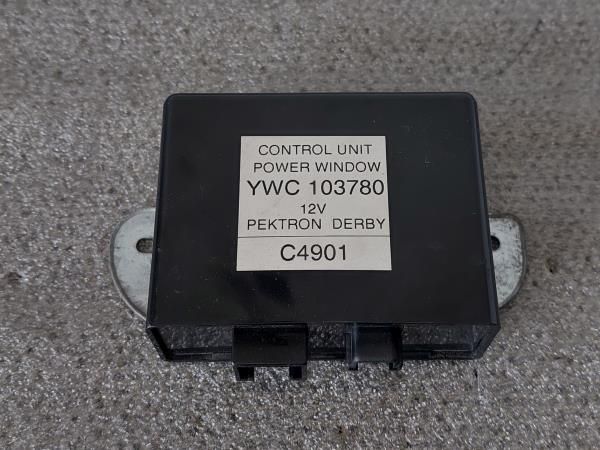 CONTROL UNIT
POWER WINDOW
YWC 103780
12V
PEKTRON DERBY
C4901